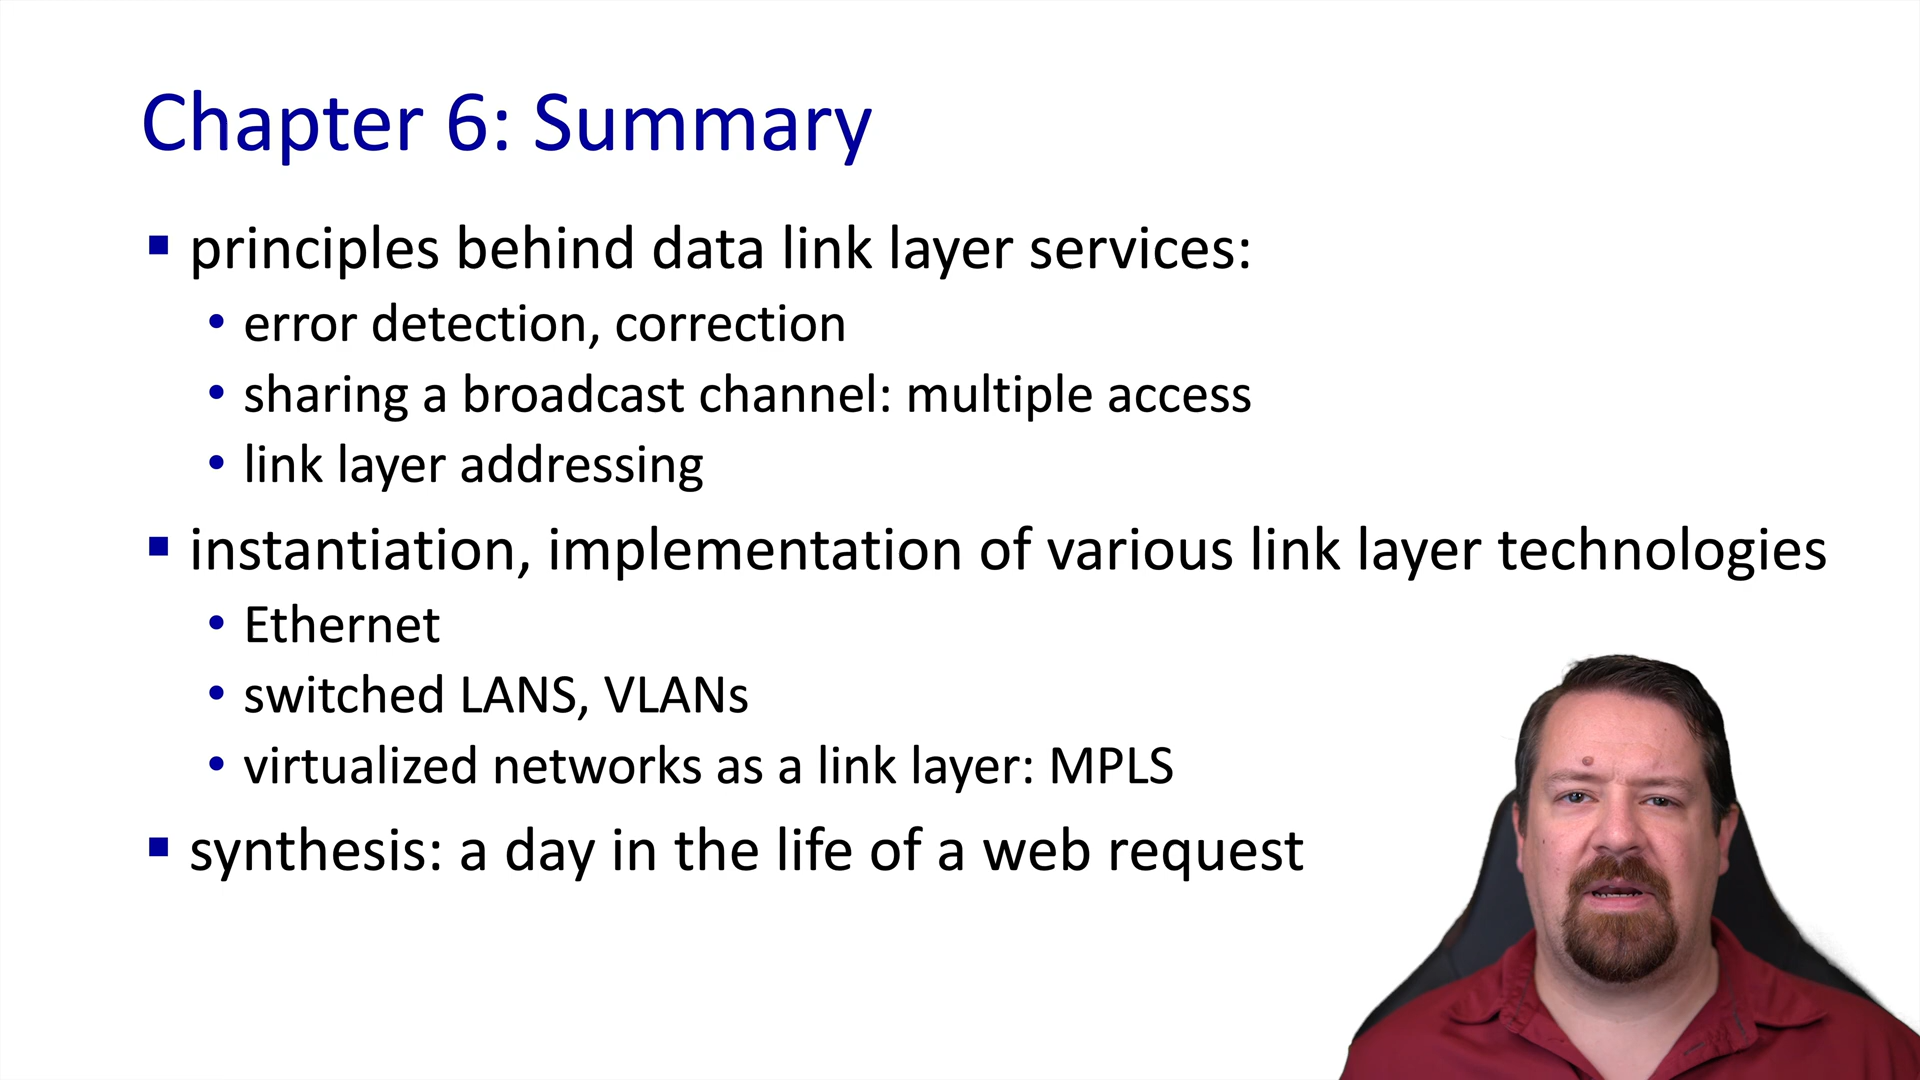 Chapter 6: Summary
▪ principles behind data link layer services:
• error detection, correction
• sharing a broadcast channel: multiple access
• link layer addressing
▪ instantiation, implementation of various link layer technologies
• Ethernet
• switched LANS, VLANs
• virtualized networks as a link layer: MPLS
▪ synthesis: a day in the life of a web request